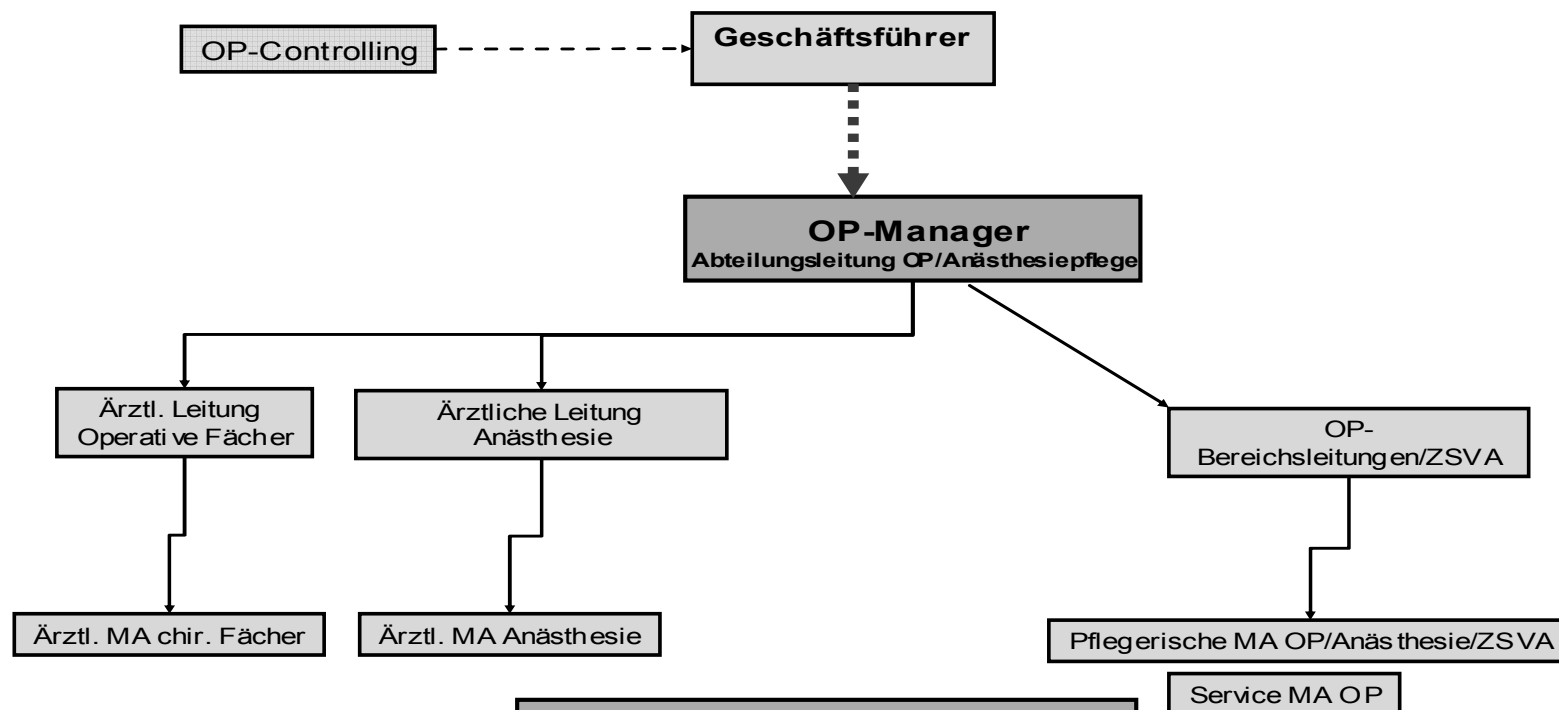 OP-Controlling
Geschäftsführer
OP-Manager
Abteilungsleitung OP/Anästhesiepflege
Ärztl. Leitung
Operative Fächer
Ärztliche Leitung
Anästhesie
OP-
Bereichsleitungen/ZSVA
Ärztl. MA chir. Fächer
Ärztl. MA Anästhesie
Pflegerische MA OP/Anästhesie/ZSVA
Service MA OP